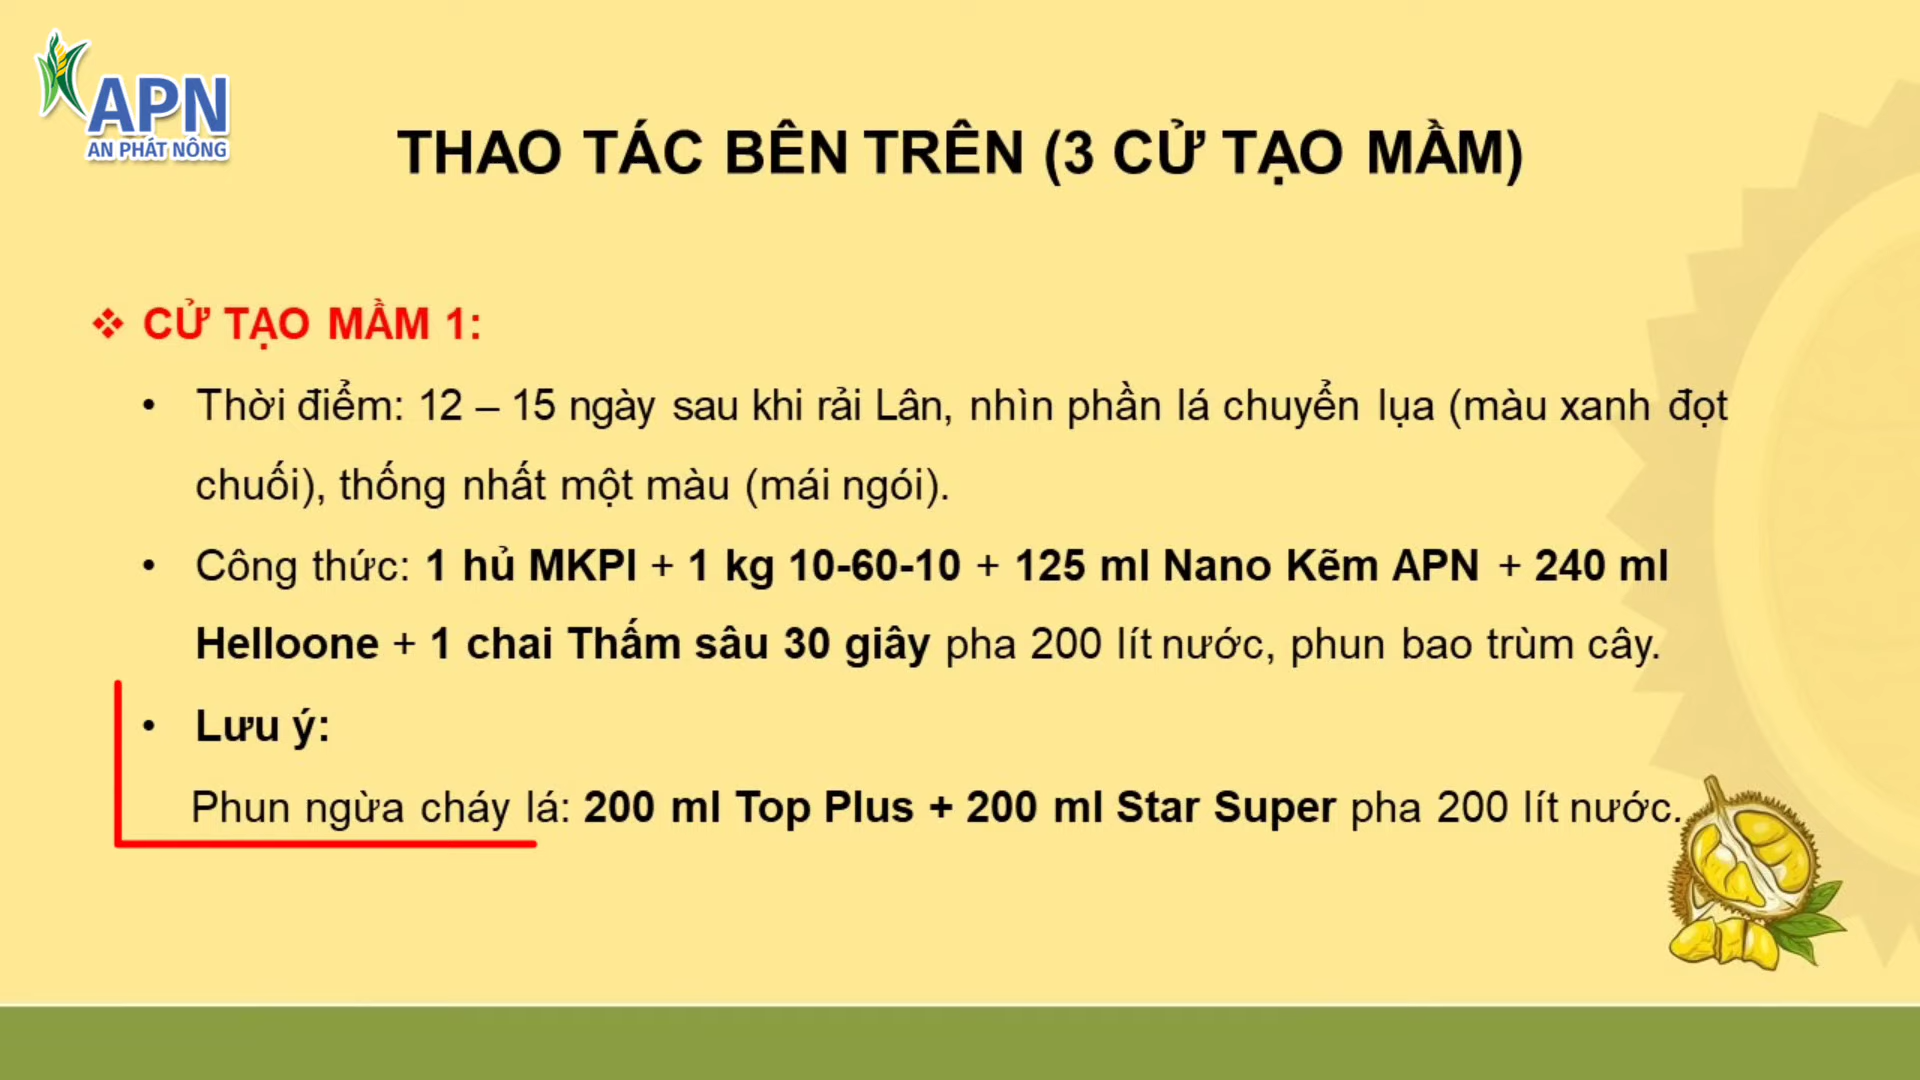 APN
AN PHÁT NÔNG
THAO TÁC BÊN TRÊN (3 CỬ TẠO MẦM)
❖ CỬ TẠO MẦM 1:
• Thời điểm: 12 – 15 ngày sau khi rải Lân, nhìn phần lá chuyển lụa (màu xanh đọt
chuối), thống nhất một màu (mái ngói).
• Công thức: 1 hủ MKPI + 1 kg 10-60-10 + 125 ml Nano Kẽm APN + 240 ml
Helloone + 1 chai Thấm sâu 30 giây pha 200 lít nước, phun bao trùm cây.
• Lưu ý:
Phun ngừa cháy lá: 200 ml Top Plus + 200 ml Star Super pha 200 lít nước.